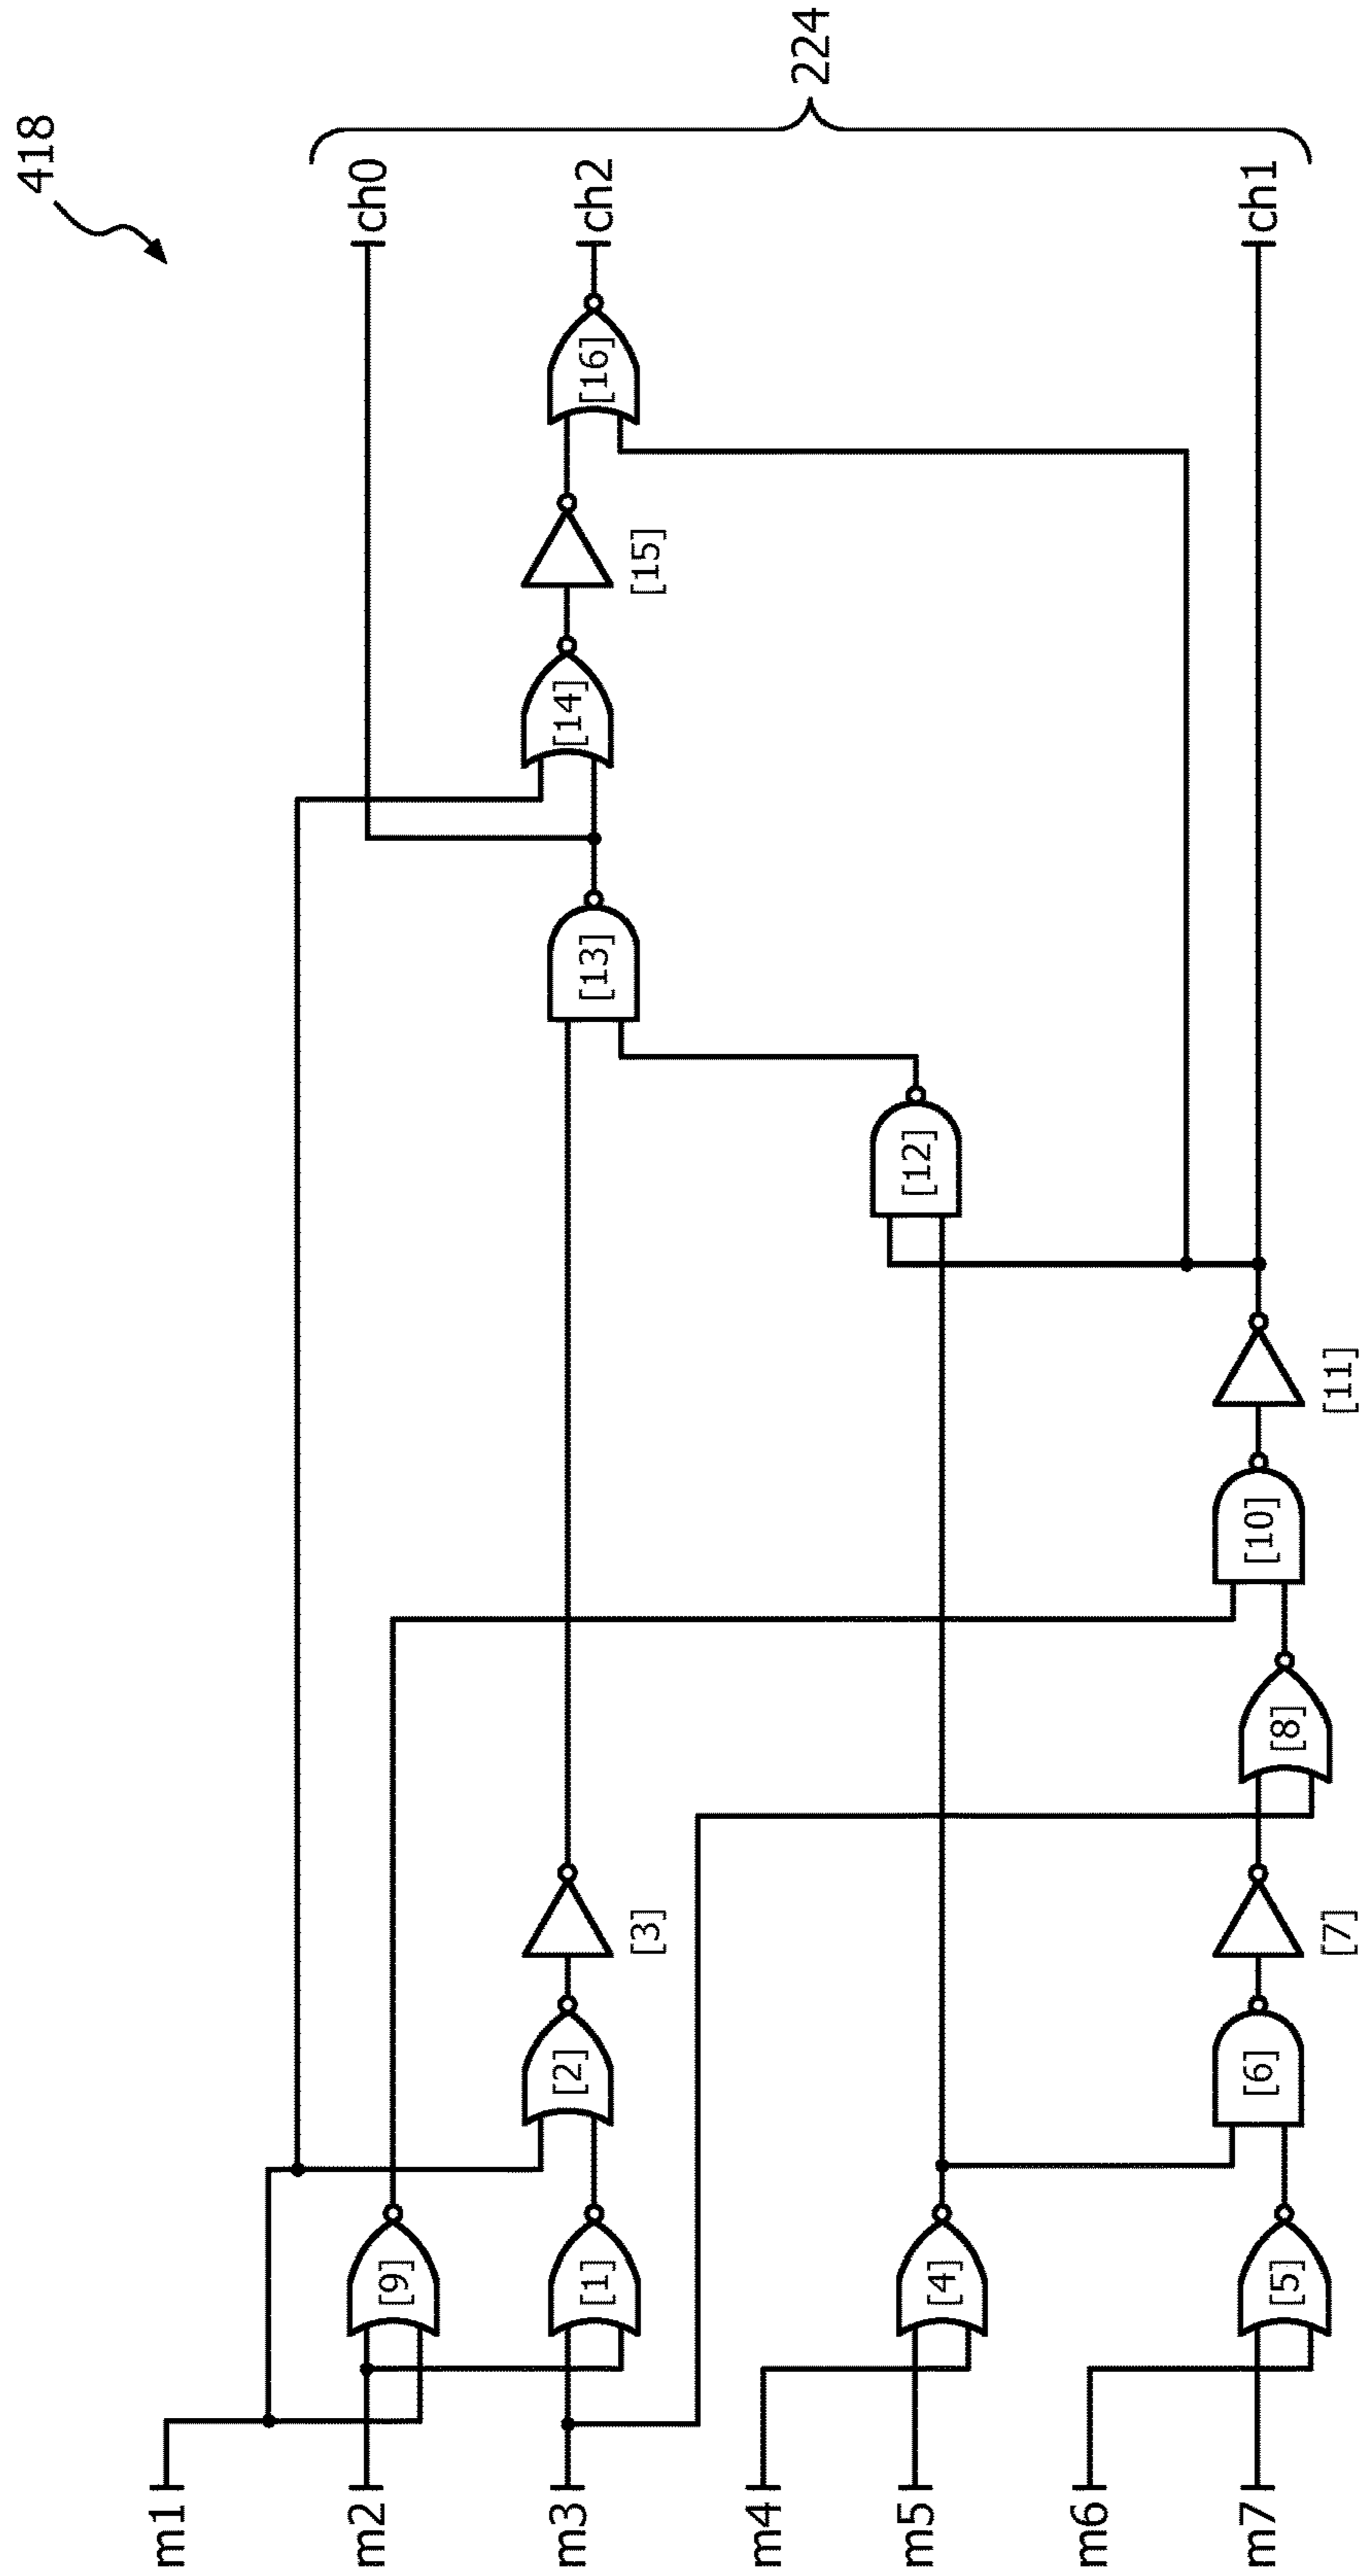 418
224
ch0
ch2
ch1
[16]
[15]
[14]
[13]
[12]
[11]
[10]
[8]
[3]
[7]
[2]
[6]
[9]
[1]
[4]
[5]
m1
m2
m3
m4
m5
m6
m7